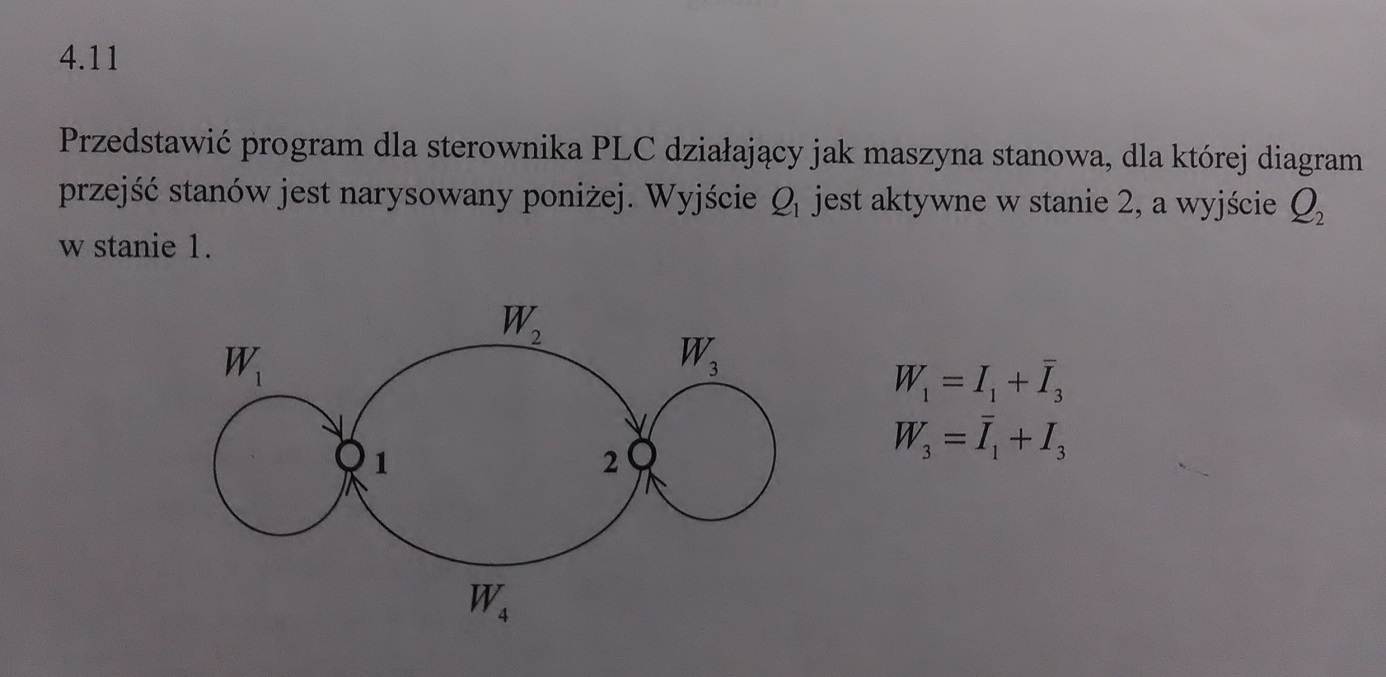 4.11
Przedstawić program dla sterownika PLC działający jak maszyna stanowa, dla której diagram
przejść stanów jest narysowany poniżej. Wyjście Q₁ jest aktywne w stanie 2, a wyjście Q₂
w stanie 1.
W₂
W₁
W₃
W₁ = I₁ + Ī₃
W₃ = Ī₁ + I₃
1
2
W₄